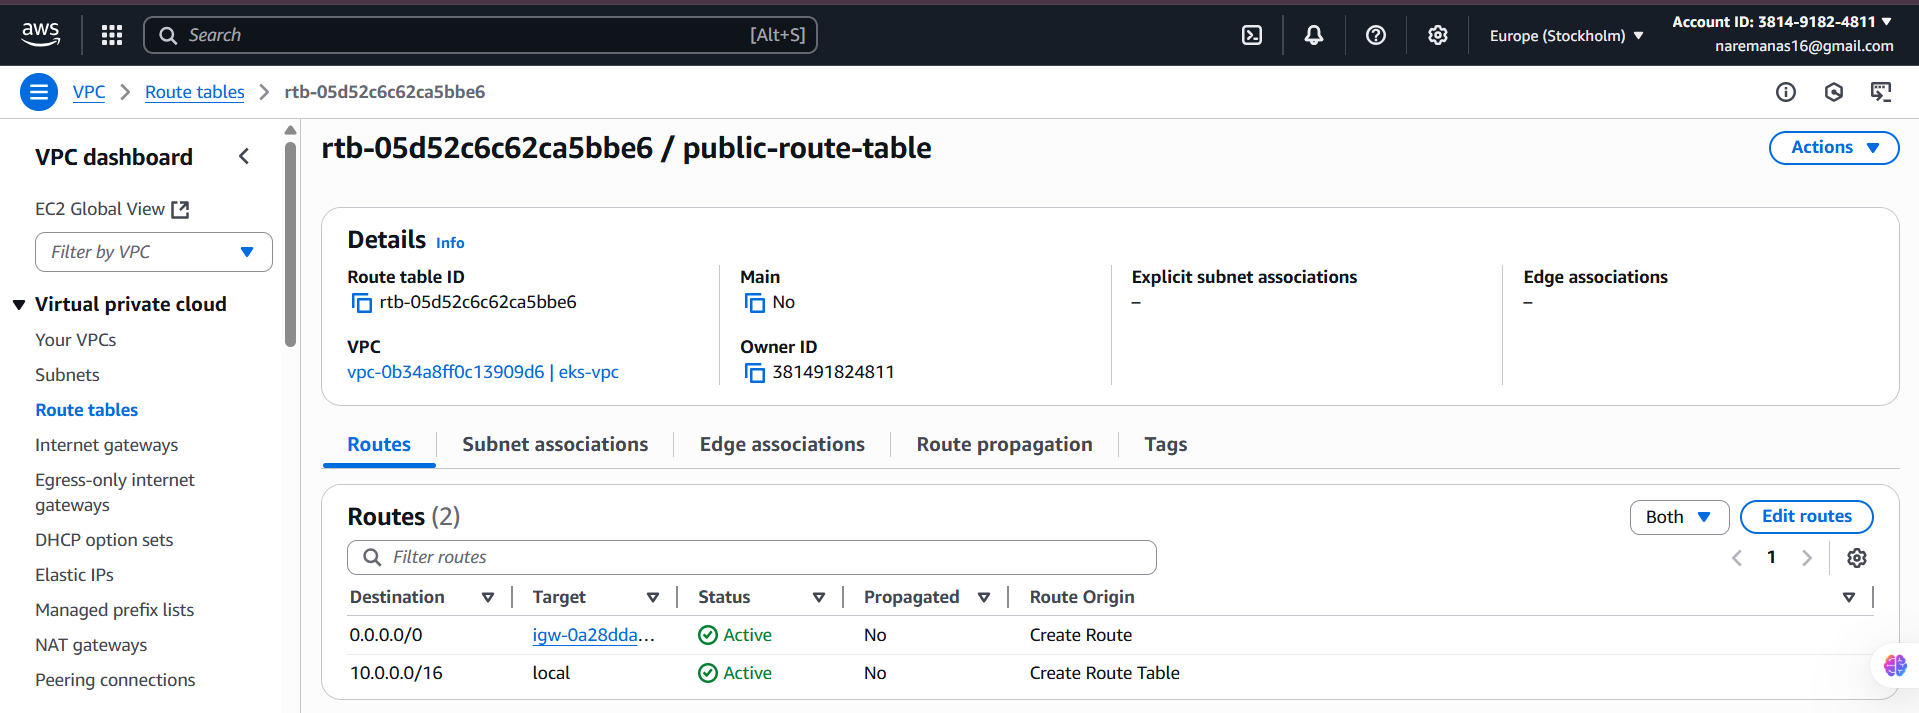 aws
Search [Alt+S]
Europe (Stockholm)
Account ID: 3814-9182-4811
naremanas16@gmail.com
VPC > Route tables > rtb-05d52c6c62ca5bbe6
VPC dashboard
EC2 Global View
Filter by VPC
Virtual private cloud
Your VPCs
Subnets
Route tables
Internet gateways
Egress-only internet
gateways
DHCP option sets
Elastic IPs
Managed prefix lists
NAT gateways
Peering connections
rtb-05d52c6c62ca5bbe6 / public-route-table
Actions
Details Info
Route table ID
rtb-05d52c6c62ca5bbe6
Main
No
Explicit subnet associations
–
Edge associations
–
VPC
vpc-0b34a8ff0c13909d6 | eks-vpc
Owner ID
381491824811
Routes Subnet associations Edge associations Route propagation Tags
Routes (2)
Both
Edit routes
Filter routes
1
Destination Target Status Propagated Route Origin
0.0.0.0/0 igw-0a28dda... Active No Create Route
10.0.0.0/16 local Active No Create Route Table